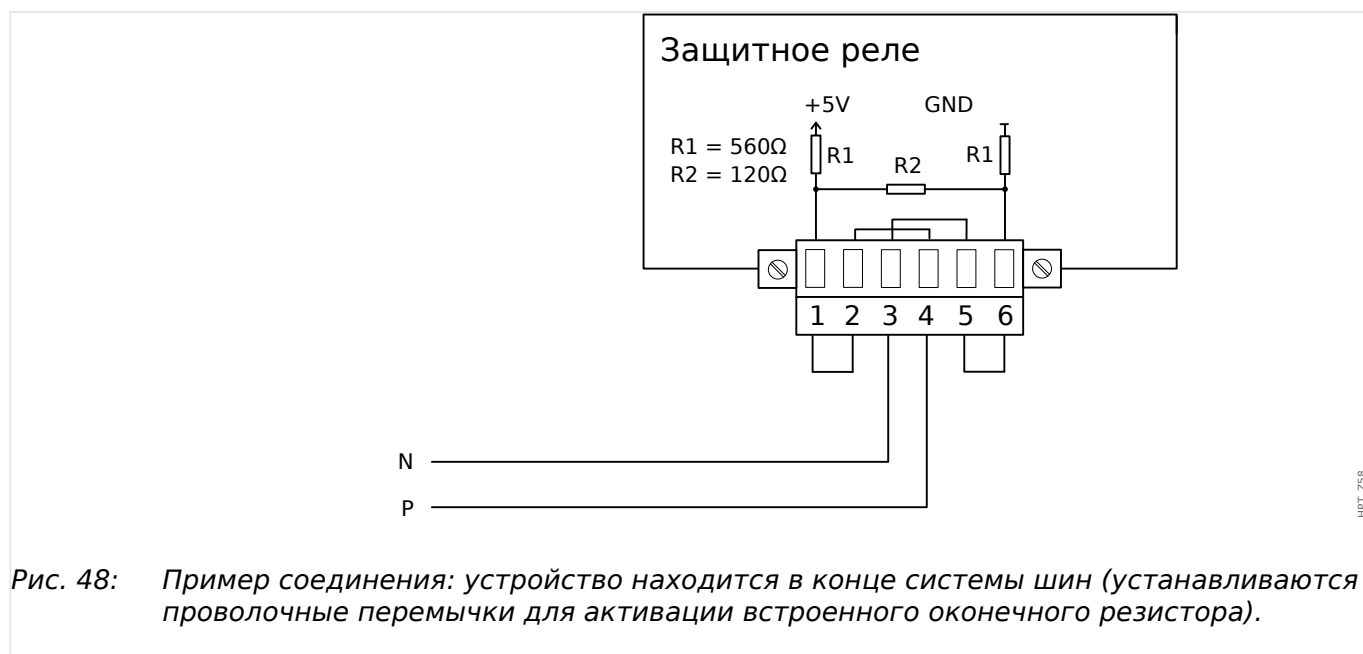 Защитное реле
+5V
GND
R1 = 560Ω
R2 = 120Ω
R1
R2
R1
1 2 3 4 5 6
N
P
Рис. 48: Пример соединения: устройство находится в конце системы шин (устанавливаются
проволочные перемычки для активации встроенного оконечного резистора).